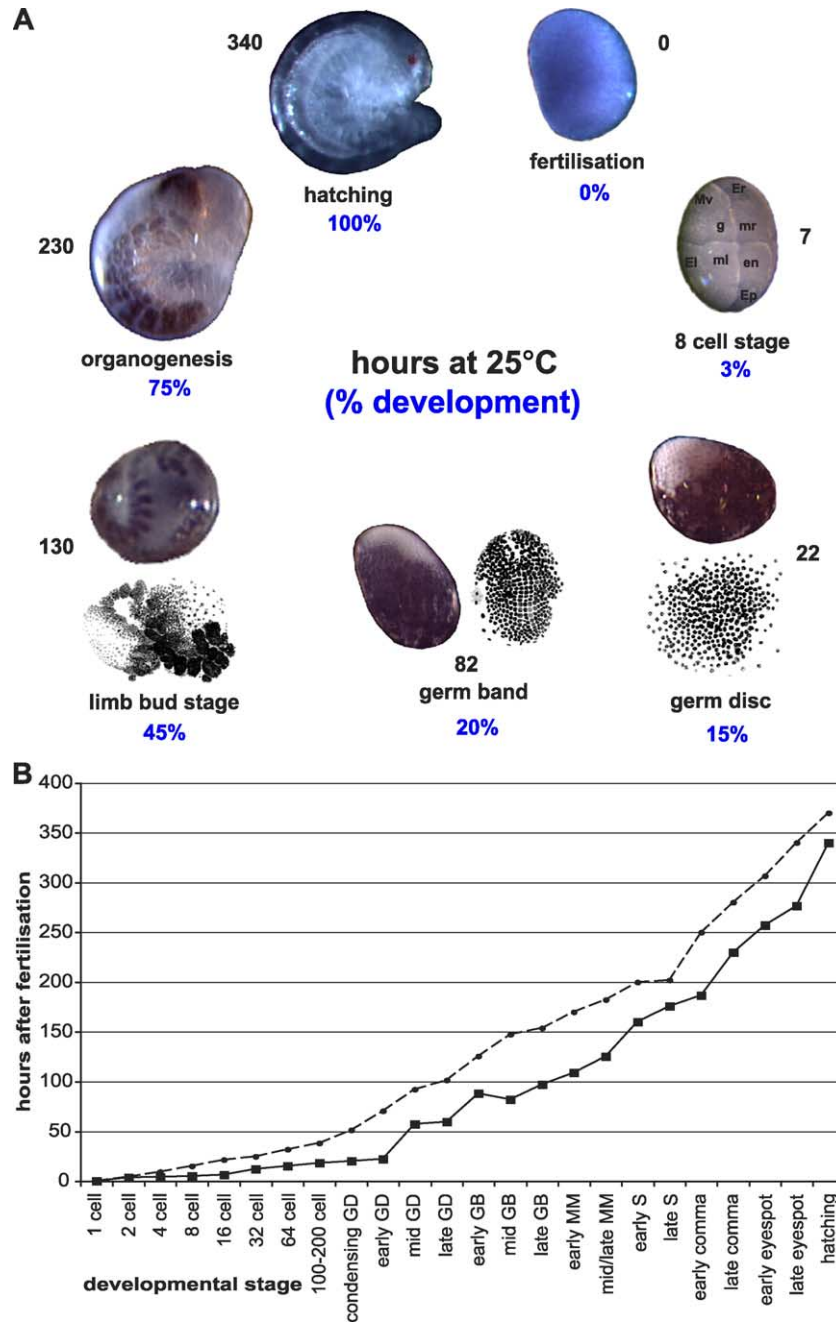 A
340
0
hatching
100%
fertilisation
0%
Mv
Er
g
mr
El
ml
en
Ep
7
8 cell stage
3%
230
organogenesis
75%
hours at 25°C
(% development)
130
limb bud stage
45%
82
germ band
20%
22
germ disc
15%
B
hours after fertilisation
400
350
300
250
200
150
100
50
0
1 cell
2 cell
4 cell
8 cell
16 cell
32 cell
64 cell
100-200 cell
condensing GD
early GD
mid GD
late GD
early GB
mid GB
late GB
early MM
mid/late MM
early S
late S
early comma
late comma
early eyespot
late eyespot
hatching
developmental stage